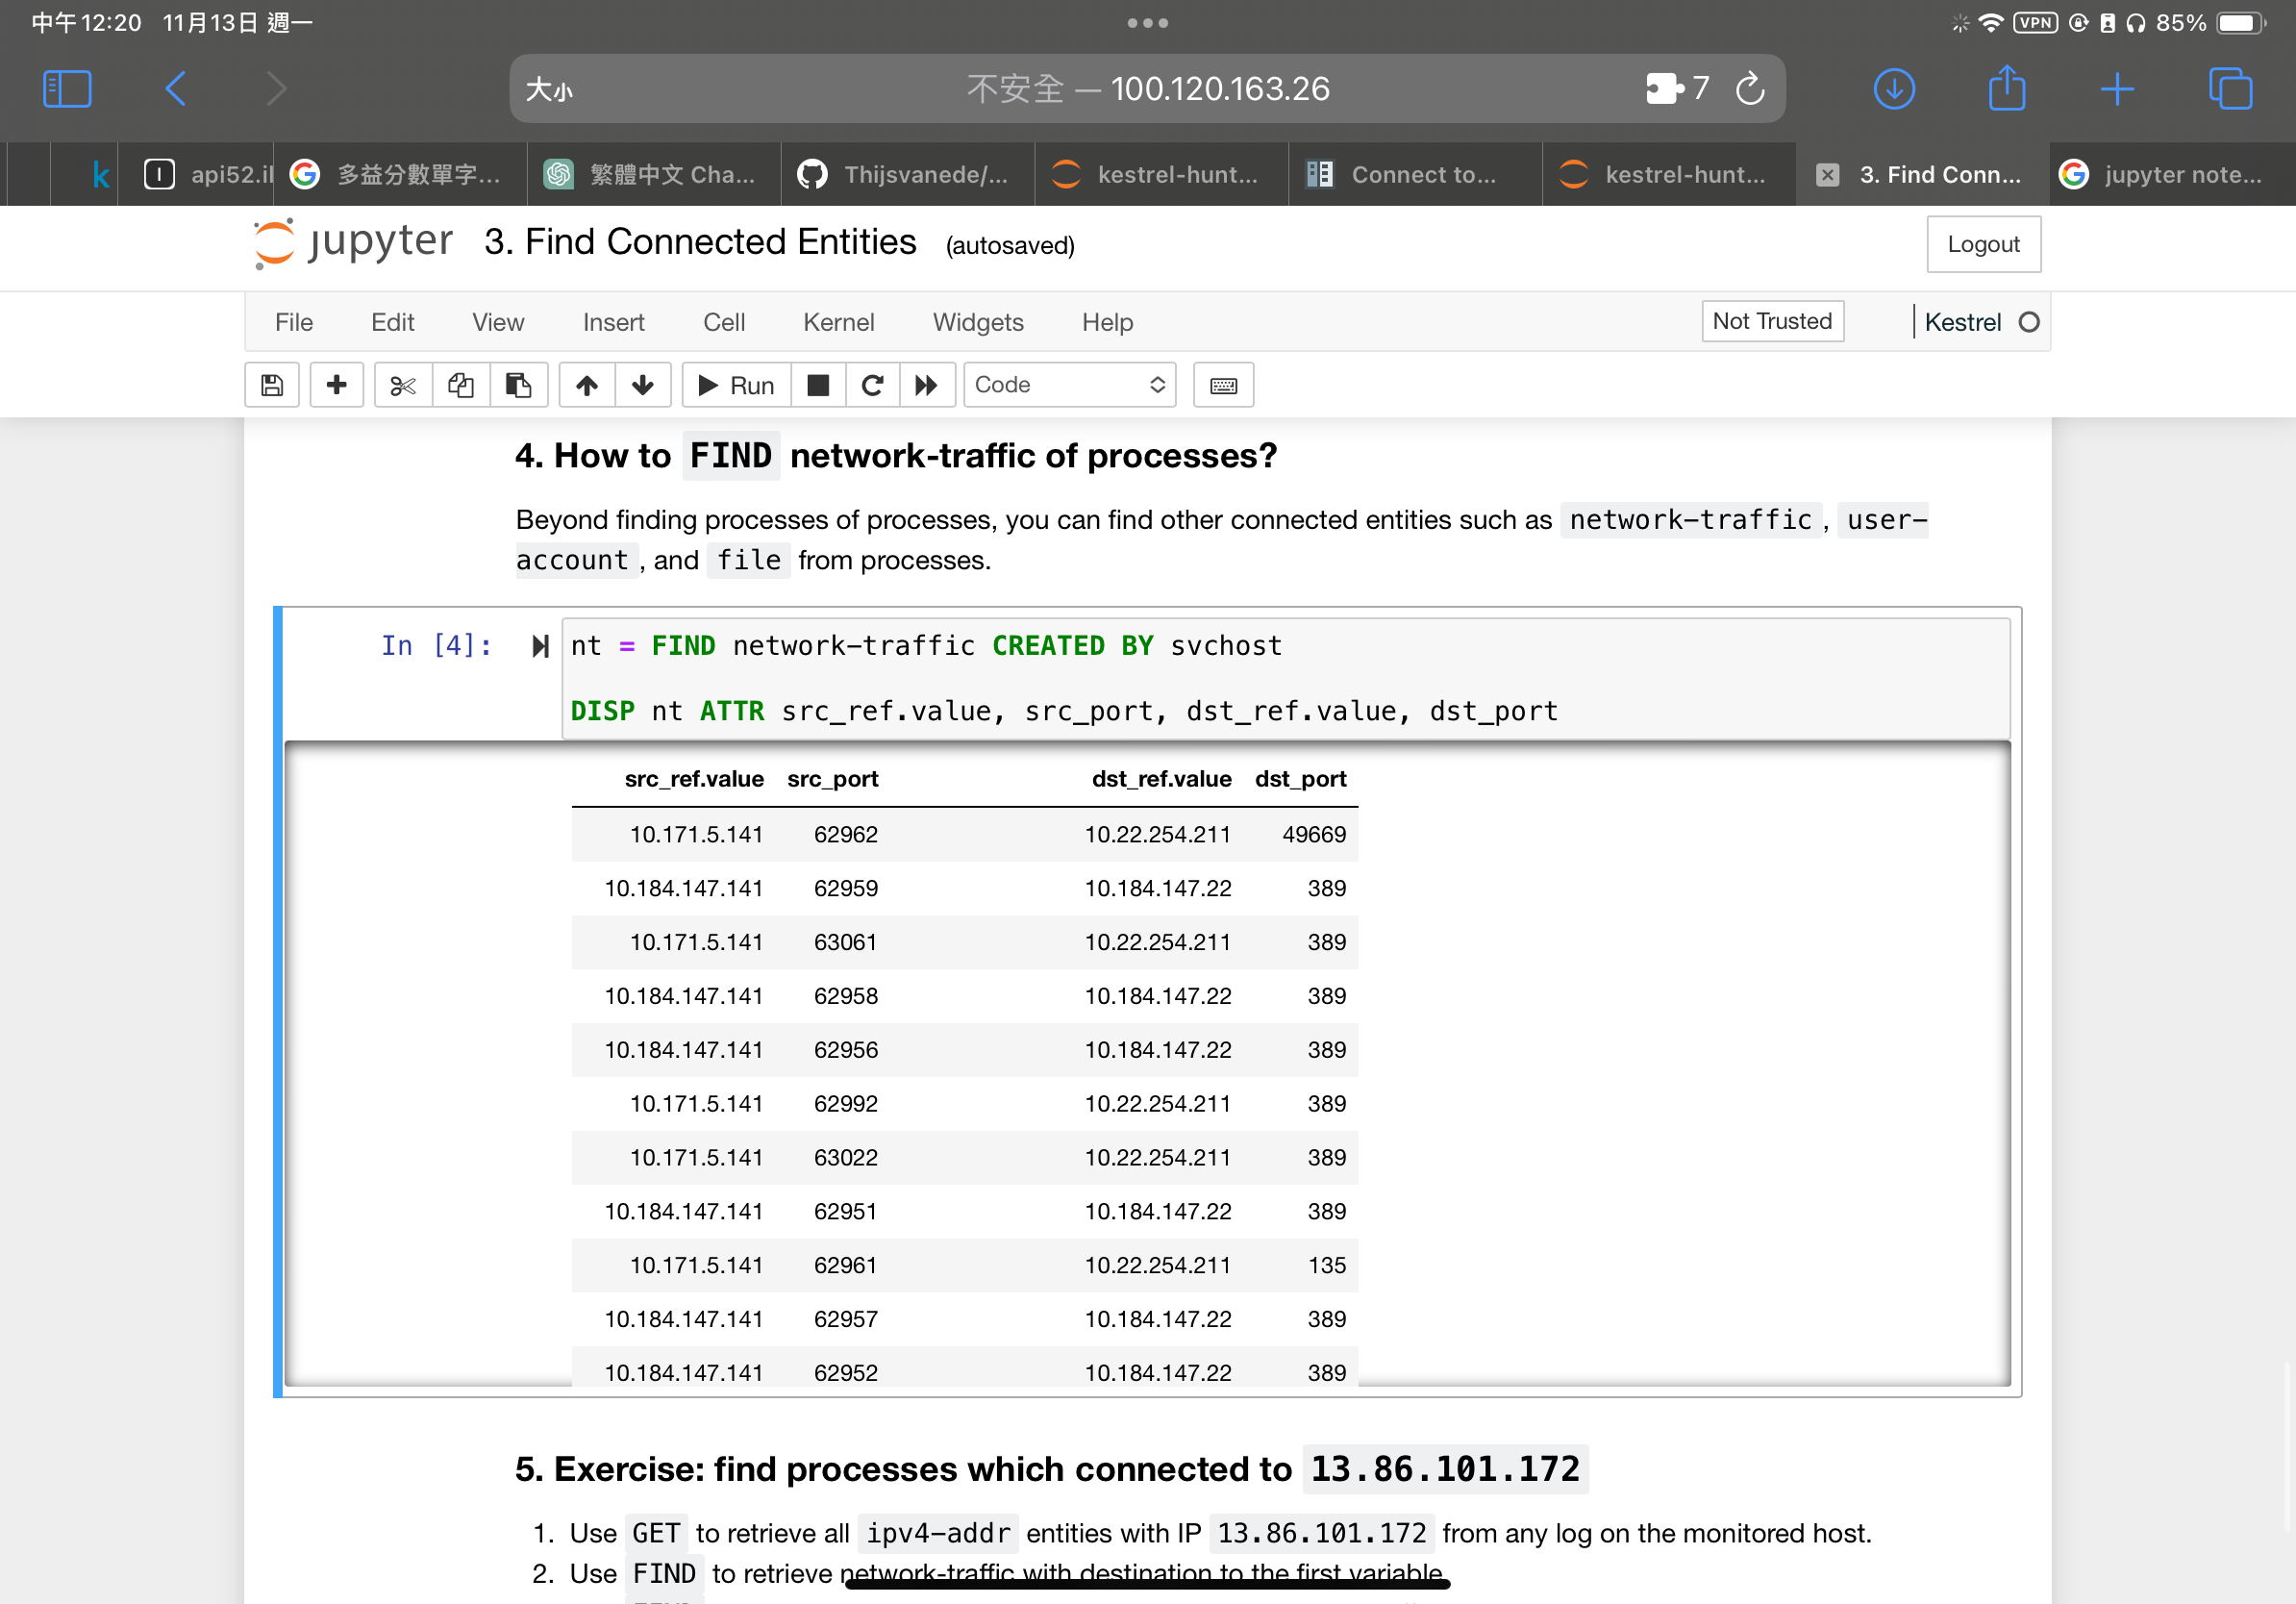 中午12:20 11月13日 週一
VPN 85%
大小 不安全 — 100.120.163.26 7
k
I api52.il
多益分數單字...
繁體中文 Cha...
Thijsvanede/...
kestrel-hunt...
Connect to...
kestrel-hunt...
3. Find Conn...
jupyter note...
jupyter 3. Find Connected Entities (autosaved) Logout
File Edit View Insert Cell Kernel Widgets Help Not Trusted Kestrel
Run Code
4. How to FIND network-traffic of processes?
Beyond finding processes of processes, you can find other connected entities such as network-traffic, user-
account, and file from processes.
In [4]: nt = FIND network-traffic CREATED BY svchost
DISP nt ATTR src_ref.value, src_port, dst_ref.value, dst_port
src_ref.value src_port dst_ref.value dst_port
10.171.5.141 62962 10.22.254.211 49669
10.184.147.141 62959 10.184.147.22 389
10.171.5.141 63061 10.22.254.211 389
10.184.147.141 62958 10.184.147.22 389
10.184.147.141 62956 10.184.147.22 389
10.171.5.141 62992 10.22.254.211 389
10.171.5.141 63022 10.22.254.211 389
10.184.147.141 62951 10.184.147.22 389
10.171.5.141 62961 10.22.254.211 135
10.184.147.141 62957 10.184.147.22 389
10.184.147.141 62952 10.184.147.22 389
5. Exercise: find processes which connected to 13.86.101.172
1. Use GET to retrieve all ipv4-addr entities with IP 13.86.101.172 from any log on the monitored host.
2. Use FIND to retrieve network-traffic with destination to the first variable